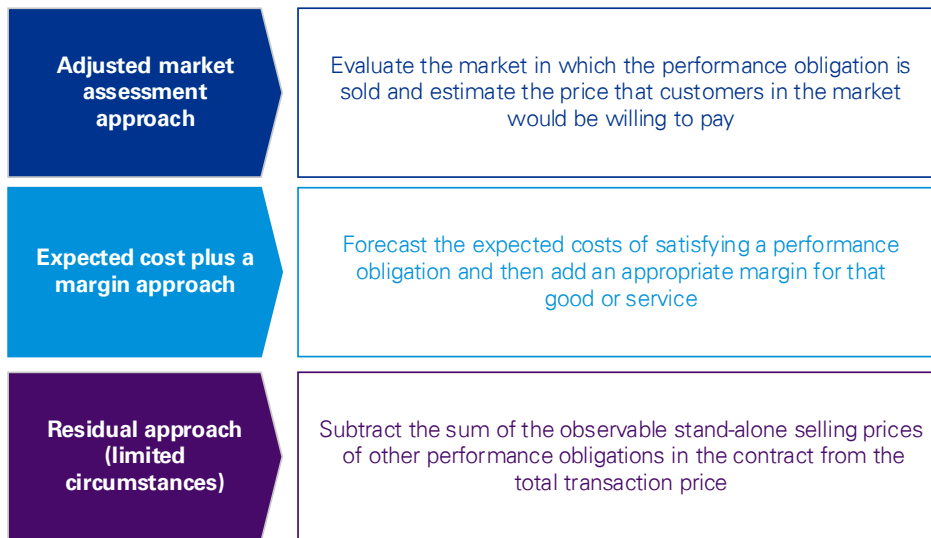 Adjusted market
assessment
approach
Evaluate the market in which the performance obligation is
sold and estimate the price that customers in the market
would be willing to pay
Expected cost plus a
margin approach
Forecast the expected costs of satisfying a performance
obligation and then add an appropriate margin for that
good or service
Residual approach
(limited
circumstances)
Subtract the sum of the observable stand-alone selling prices
of other performance obligations in the contract from the
total transaction price